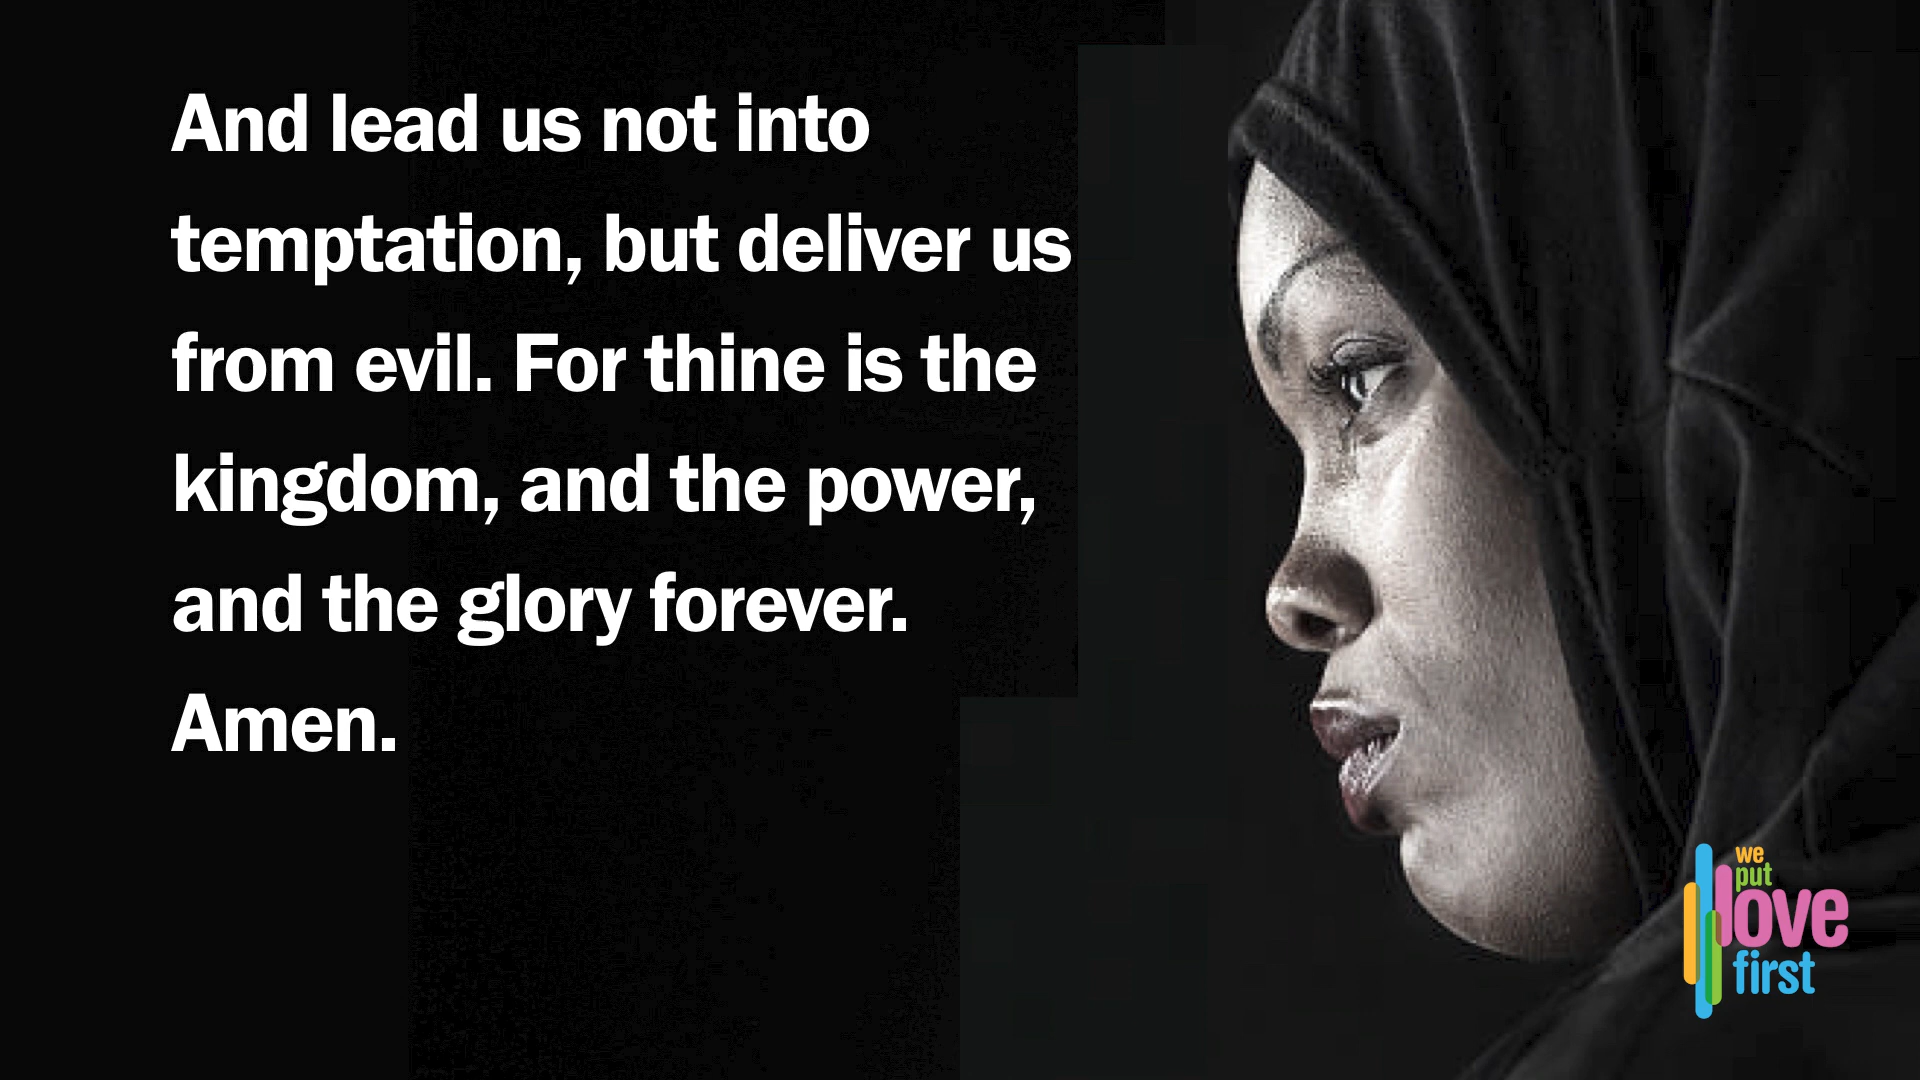 And lead us not into
temptation, but deliver us
from evil. For thine is the
kingdom, and the power,
and the glory forever.
Amen.
we
put
love
first